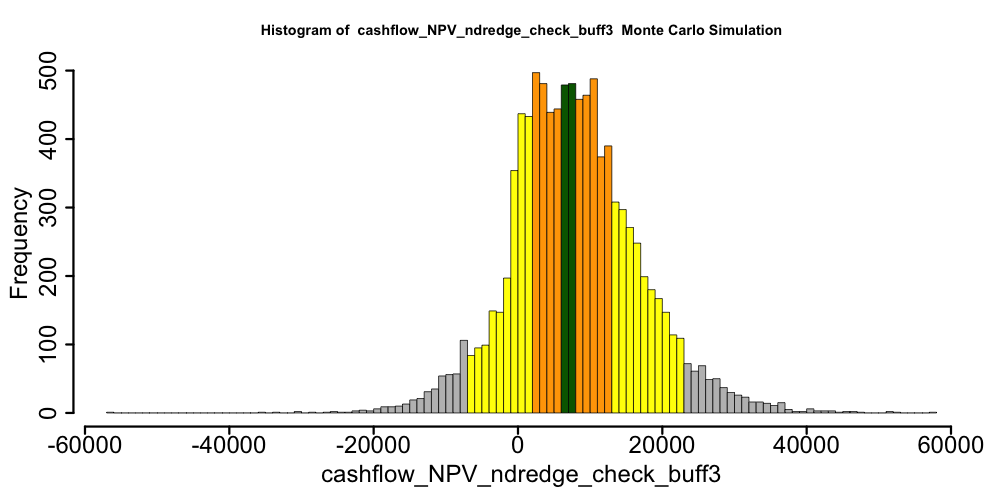 Histogram of  cashflow_NPV_ndredge_check_buff3  Monte Carlo Simulation
500
400
300
200
100
0
Frequency
-60000 -40000 -20000 0 20000 40000 60000
cashflow_NPV_ndredge_check_buff3